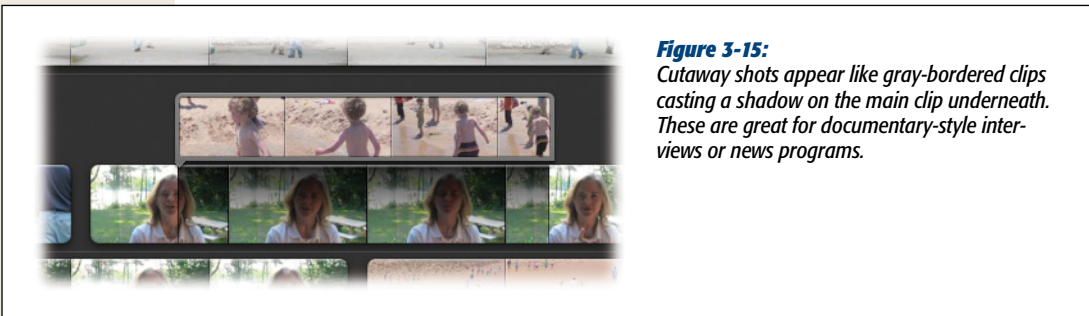 Figure 3-15:
Cutaway shots appear like gray-bordered clips
casting a shadow on the main clip underneath.
These are great for documentary-style inter-
views or news programs.